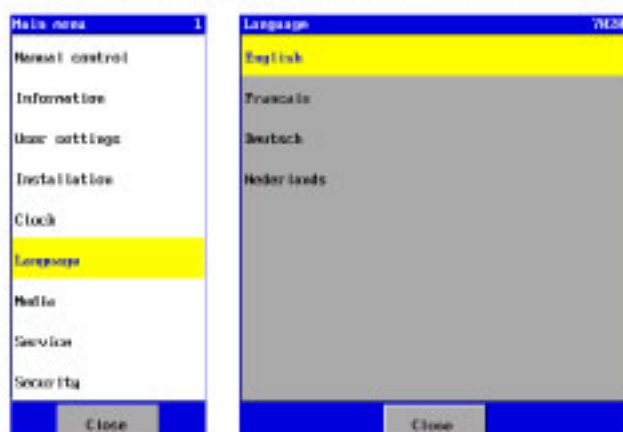 Main menu 1
Manual control
Information
User settings
Installation
Clock
Language
Media
Service
Security
Close
Language
English
Francais
Deutsch
Nederlands
Close